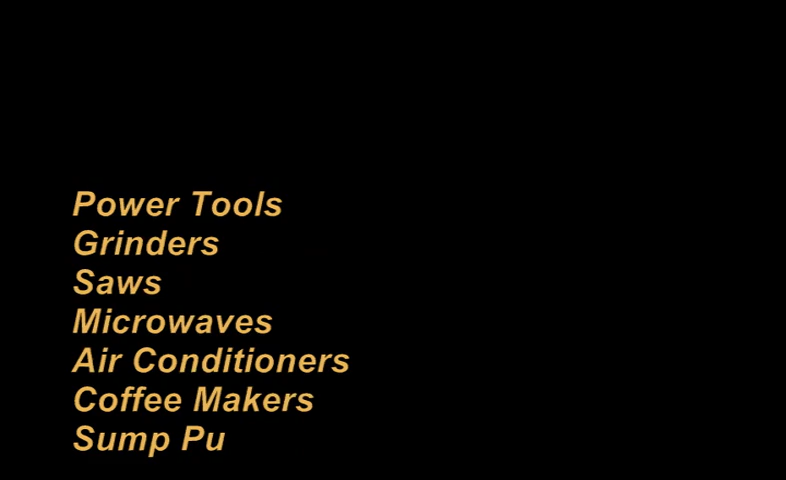 Power Tools
Grinders
Saws
Microwaves
Air Conditioners
Coffee Makers
Sump Pu